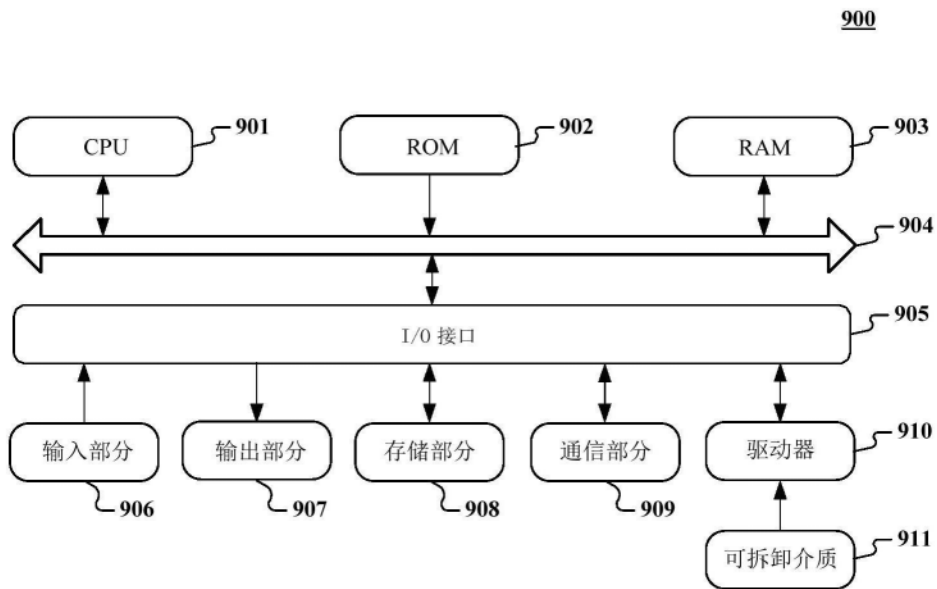 900
CPU
901
ROM
902
RAM
903
904
I/O 接口
905
输入部分
906
输出部分
907
存储部分
908
通信部分
909
驱动器
910
可拆卸介质
911